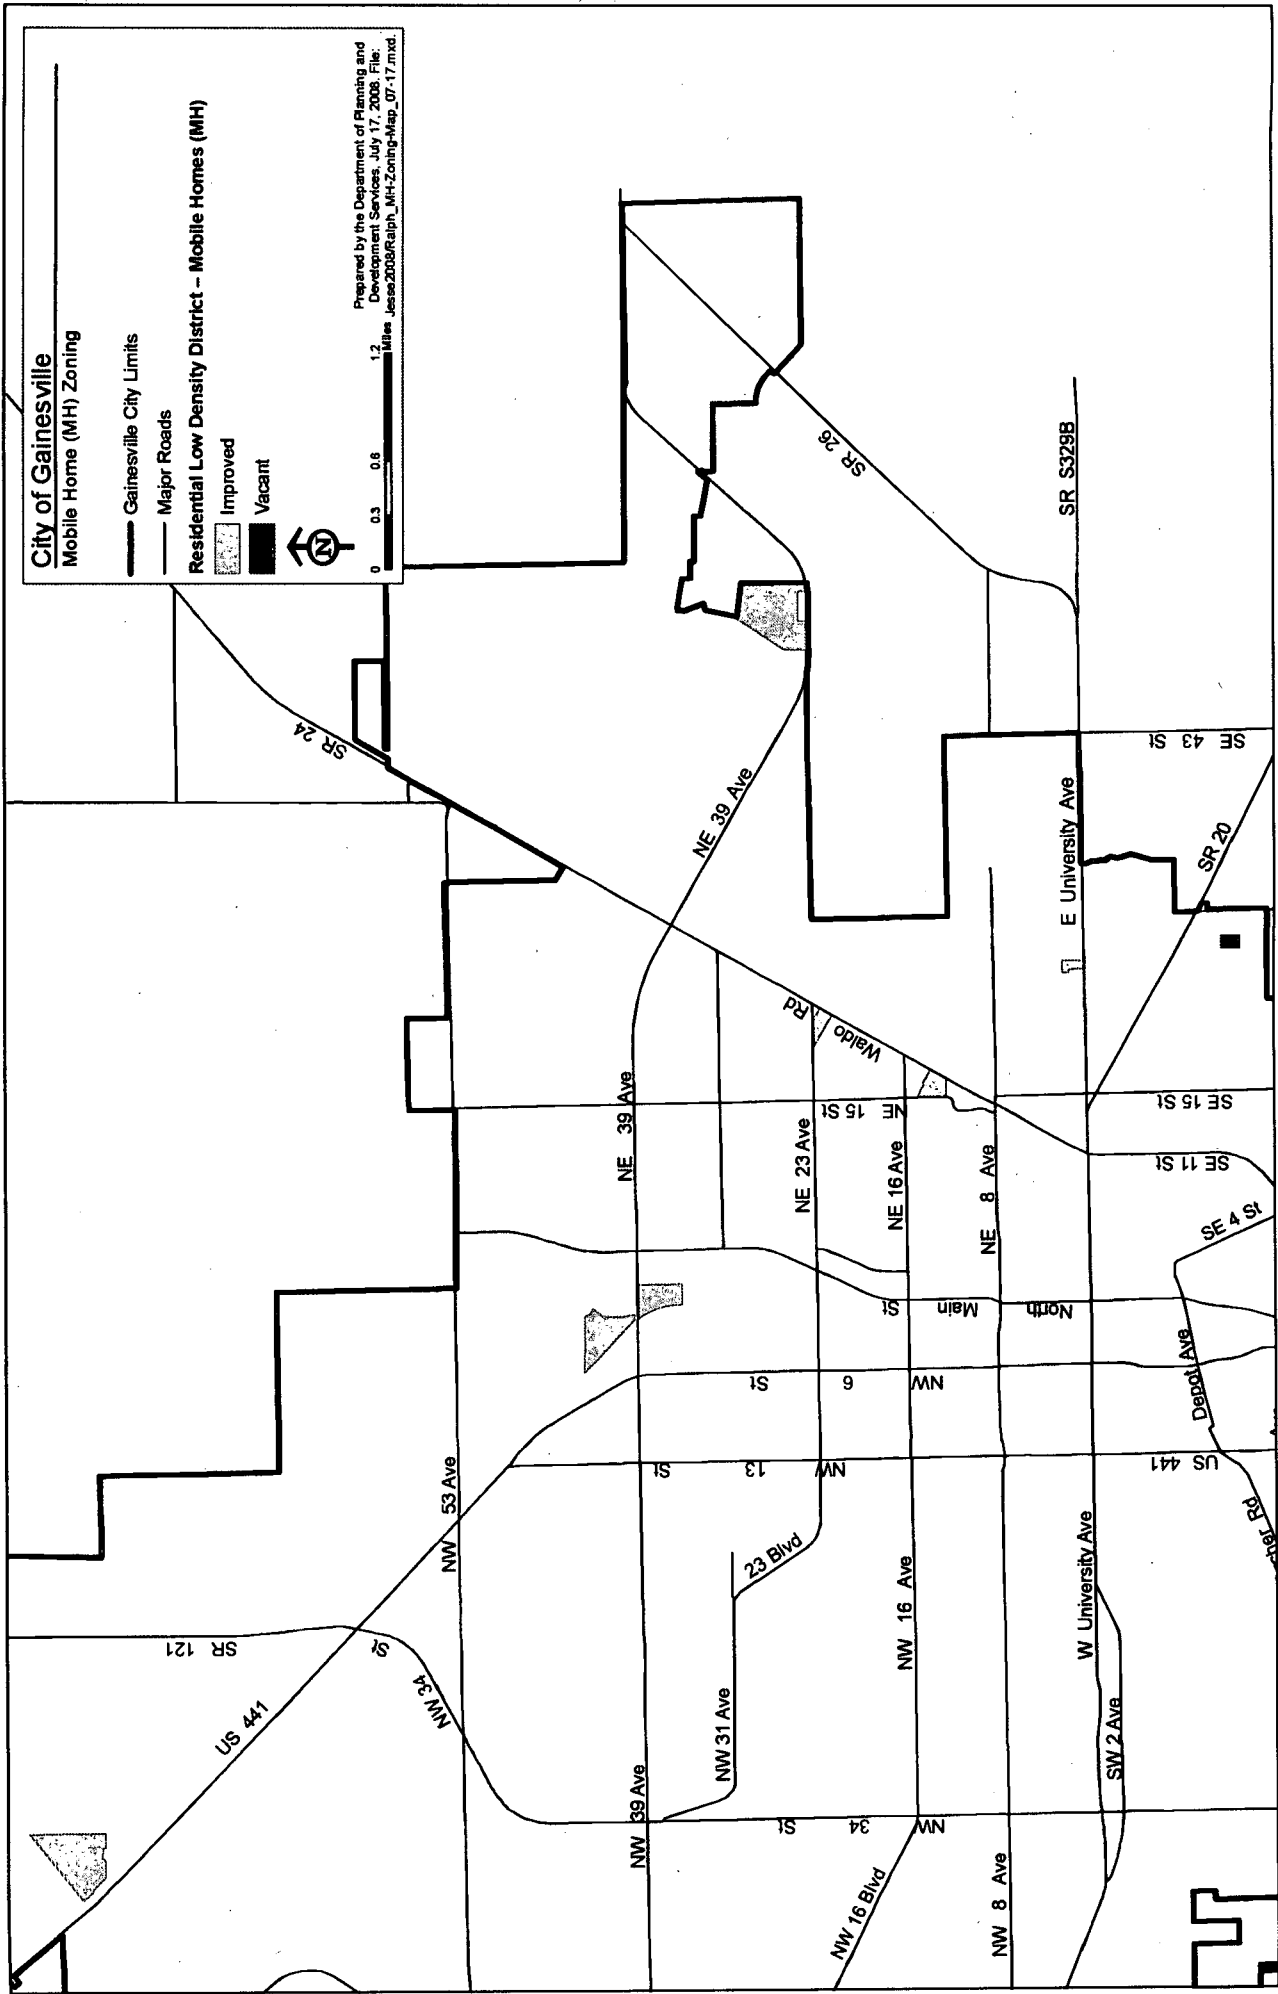 City of Gainesville
Mobile Home (MH) Zoning
Gainesville City Limits
Major Roads
Residential Low Density District – Mobile Homes (MH)
Improved
Vacant
N
0 0.3 0.6 1.2
Miles
Prepared by the Department of Planning and
Development Services, July 17, 2008. File:
Jesse2008/Ralph_MH-Zoning-Map_07-17.mxd.
US 441
SR 121
NW 34 St
NW 53 Ave
SR 24
NW 39 Ave
NE 39 Ave
NE 39 Ave
NW 31 Ave
23 Blvd
NW 13 St
NW 6 St
NE 23 Ave
NE 15 St
Waldo Rd
SR 26
NW 16 Blvd
NW 34 St
NW 16 Ave
NE 16 Ave
North Main St
NW 8 Ave
NE 8 Ave
SW 2 Ave
W University Ave
E University Ave
SR S329B
US 441
Depot Ave
SE 4 St
SE 11 St
SE 15 St
SR 20
SE 43 St
Rd